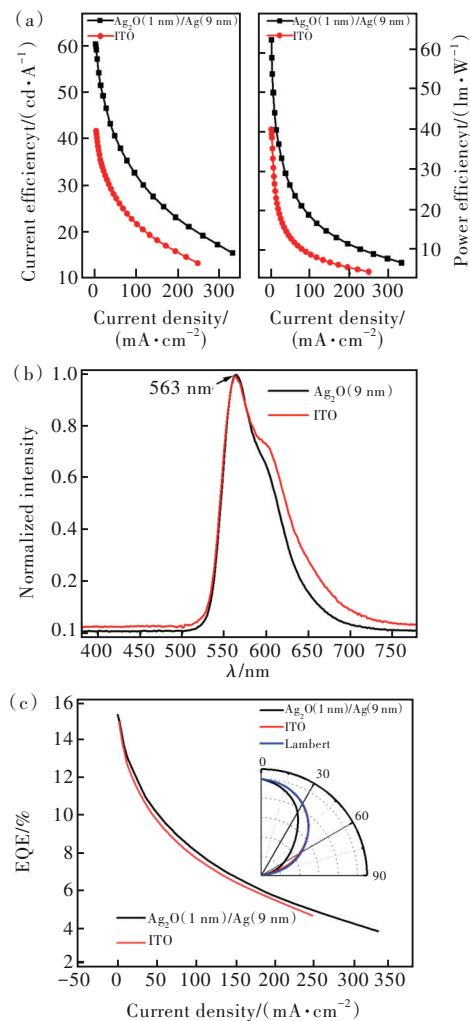 (a)
Ag₂O(1 nm)/Ag(9 nm)
ITO
Ag₂O(1 nm)/Ag(9 nm)
ITO
Current efficiencyt/(cd·A⁻¹)
60
50
40
30
20
10
0 100 200 300
Current density/
(mA·cm⁻²)
Power efficiencyt/(lm·W⁻¹)
60
50
40
30
20
10
0 100 200 300
Current density/
(mA·cm⁻²)
(b)
563 nm
Ag₂O(9 nm)
ITO
Normalized intensity
1.0
0.8
0.6
0.4
0.2
0.1
400 450 500 550 600 650 700 750
λ/nm
(c)
Ag₂O(1 nm)/Ag(9 nm)
ITO
Lambert
0
30
60
90
EQE/%
16
14
12
10
8
6
4
2
Ag₂O(1 nm)/Ag(9 nm)
ITO
−50 0 50 100 150 200 250 300 350
Current density/(mA·cm⁻²)